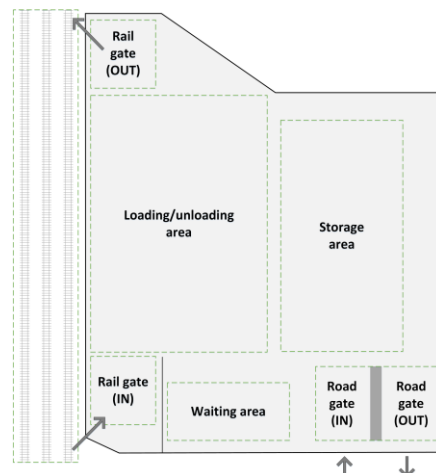 Rail
gate
(OUT)
Loading/unloading
area
Storage
area
Rail gate
(IN)
Waiting area
Road
gate
(IN)
Road
gate
(OUT)